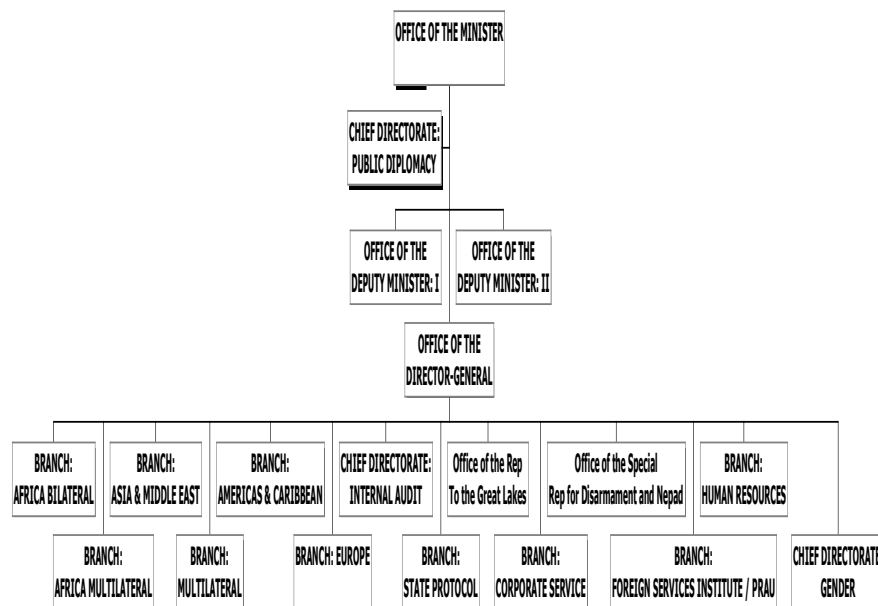 OFFICE OF THE MINISTER
CHIEF DIRECTORATE:
PUBLIC DIPLOMACY
OFFICE OF THE
DEPUTY MINISTER: I
OFFICE OF THE
DEPUTY MINISTER: II
OFFICE OF THE
DIRECTOR-GENERAL
BRANCH:
AFRICA BILATERAL
BRANCH:
ASIA & MIDDLE EAST
BRANCH:
AMERICAS & CARIBBEAN
CHIEF DIRECTORATE:
INTERNAL AUDIT
Office of the Rep
To the Great Lakes
Office of the Special
Rep for Disarmament and Nepad
BRANCH:
HUMAN RESOURCES
BRANCH:
AFRICA MULTILATERAL
BRANCH:
MULTILATERAL
BRANCH: EUROPE
BRANCH:
STATE PROTOCOL
BRANCH:
CORPORATE SERVICE
BRANCH:
FOREIGN SERVICES INSTITUTE / PRAU
CHIEF DIRECTORATE
GENDER